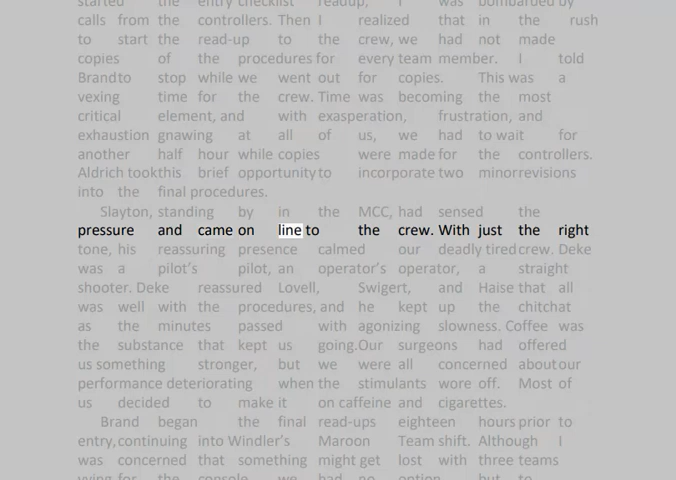 started the entry checklist readup, I was bombarded by
calls from the controllers. Then I realized that in the rush
to start the read-up to the crew, we had not made
copies of the procedures for every team member. I told
Brand to stop while we went out for copies. This was a
vexing time for the crew. Time was becoming the most
critical element, and with exasperation, frustration, and
exhaustion gnawing at all of us, we had to wait for
another half hour while copies were made for the controllers.
Aldrich took this brief opportunity to incorporate two minor revisions
into the final procedures.
Slayton, standing by in the MCC, had sensed the
pressure and came on line to the crew. With just the right
tone, his reassuring presence calmed our deadly tired crew. Deke
was a pilot's pilot, an operator's operator, a straight
shooter. Deke reassured Lovell, Swigert, and Haise that all
was well with the procedures, and he kept up the chitchat
as the minutes passed with agonizing slowness. Coffee was
the substance that kept us going.Our surgeons had offered
us something stronger, but we were all concerned about our
performance deteriorating when the stimulants wore off. Most of
us decided to make it on caffeine and cigarettes.
Brand began the final read-ups eighteen hours prior to
entry, continuing into Windler's Maroon Team shift. Although I
was concerned that something might get lost with three teams
vying for the console, we had no option but to